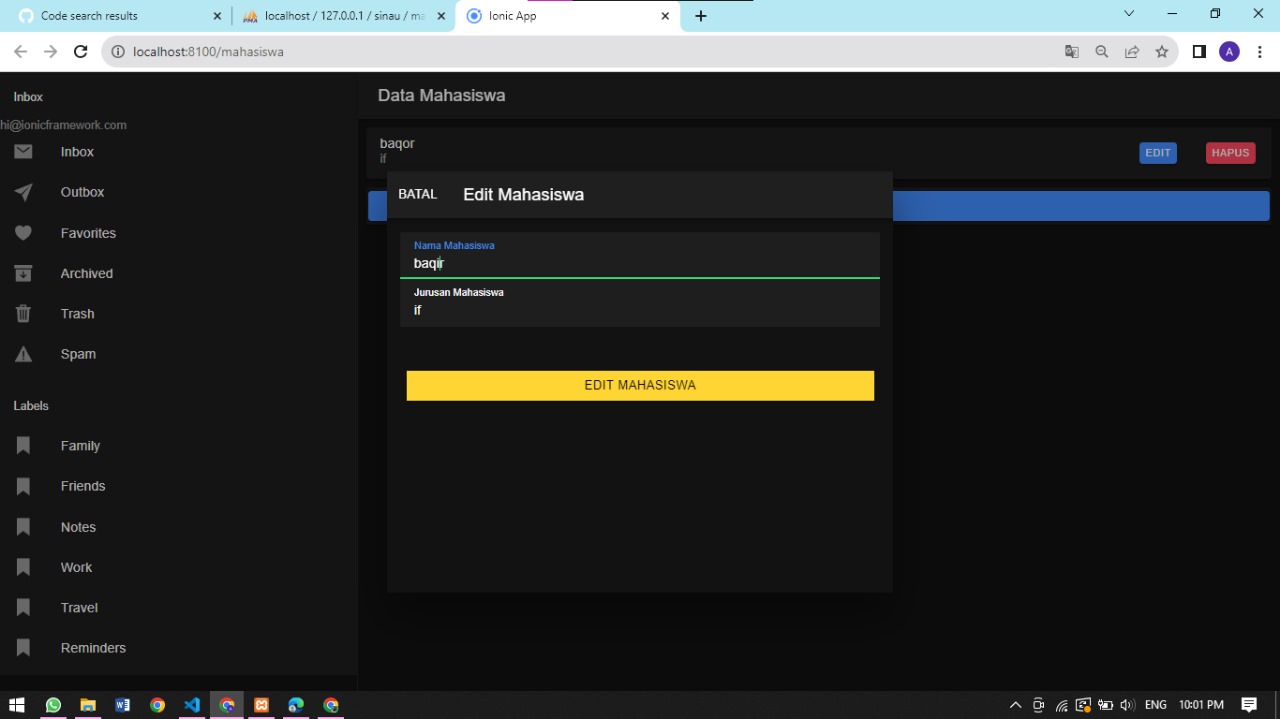 Code search results
localhost / 127.0.0.1 / sinau / ma
Ionic App
localhost:8100/mahasiswa
A
Inbox
hi@ionicframework.com
Inbox
Outbox
Favorites
Archived
Trash
Spam
Labels
Family
Friends
Notes
Work
Travel
Reminders
Data Mahasiswa
baqor
if
EDIT
HAPUS
BATAL
Edit Mahasiswa
Nama Mahasiswa
baqir
Jurusan Mahasiswa
if
EDIT MAHASISWA
ENG
10:01 PM